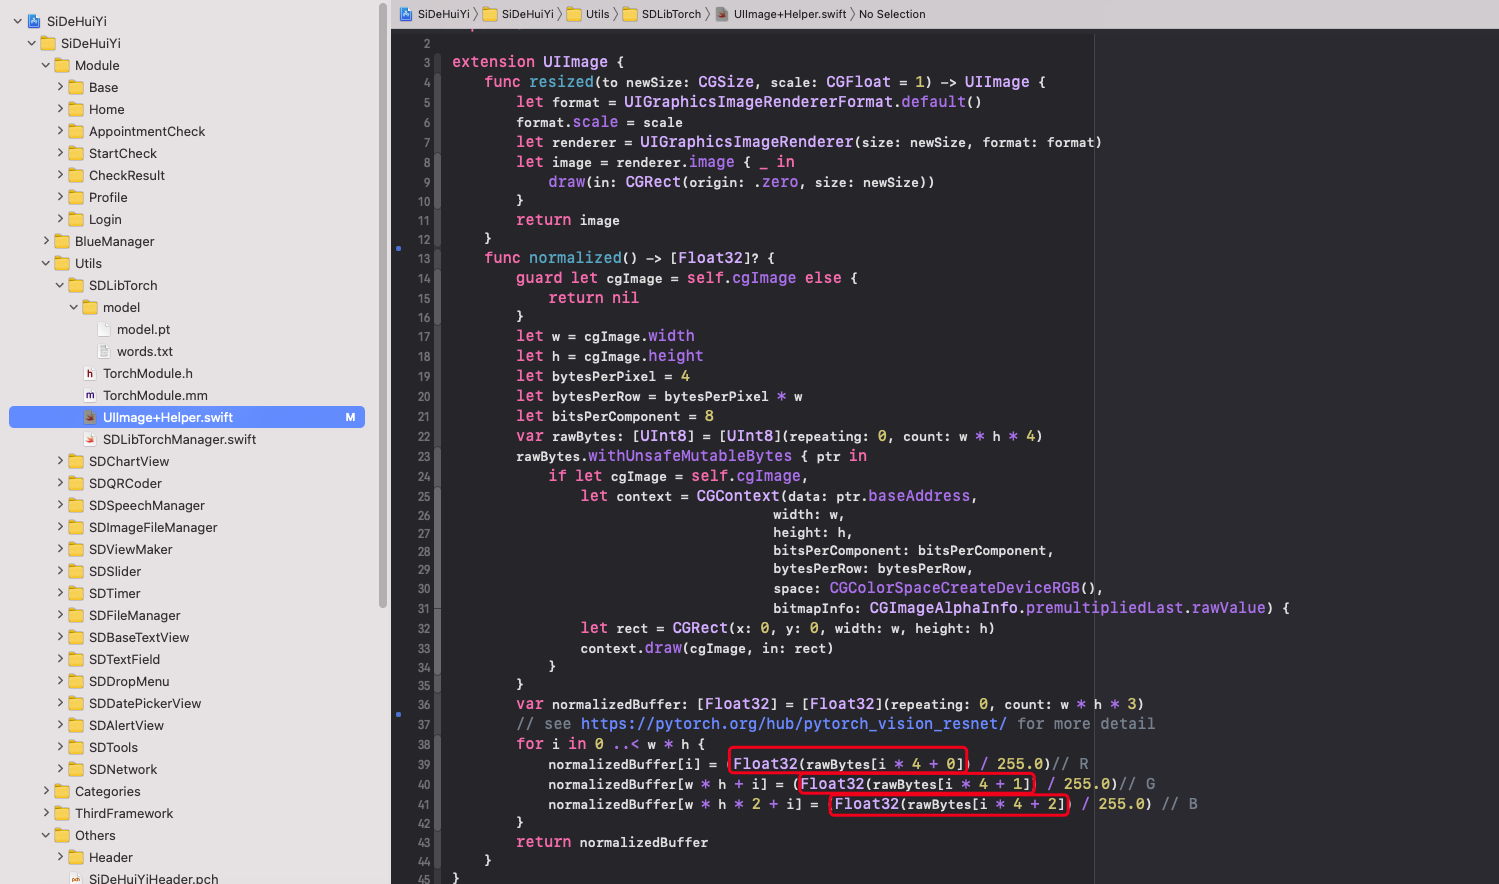 SiDeHuiYi
SiDeHuiYi
Module
Base
Home
AppointmentCheck
StartCheck
CheckResult
Profile
Login
BlueManager
Utils
SDLibTorch
model
model.pt
words.txt
h TorchModule.h
m TorchModule.mm
UIImage+Helper.swift M
SDLibTorchManager.swift
SDChartView
SDQRCoder
SDSpeechManager
SDImageFileManager
SDViewMaker
SDSlider
SDTimer
SDFileManager
SDBaseTextView
SDTextField
SDDropMenu
SDDatePickerView
SDAlertView
SDTools
SDNetwork
Categories
ThirdFramework
Others
Header
SiDeHuiYiHeader.pch
SiDeHuiYi SiDeHuiYi Utils SDLibTorch UIImage+Helper.swift No Selection
2
3 extension UIImage {
4 func resized(to newSize: CGSize, scale: CGFloat = 1) -> UIImage {
5 let format = UIGraphicsImageRendererFormat.default()
6 format.scale = scale
7 let renderer = UIGraphicsImageRenderer(size: newSize, format: format)
8 let image = renderer.image { _ in
9 draw(in: CGRect(origin: .zero, size: newSize))
10 }
11 return image
12 }
13 func normalized() -> [Float32]? {
14 guard let cgImage = self.cgImage else {
15 return nil
16 }
17 let w = cgImage.width
18 let h = cgImage.height
19 let bytesPerPixel = 4
20 let bytesPerRow = bytesPerPixel * w
21 let bitsPerComponent = 8
22 var rawBytes: [UInt8] = [UInt8](repeating: 0, count: w * h * 4)
23 rawBytes.withUnsafeMutableBytes { ptr in
24 if let cgImage = self.cgImage,
25 let context = CGContext(data: ptr.baseAddress,
26 width: w,
27 height: h,
28 bitsPerComponent: bitsPerComponent,
29 bytesPerRow: bytesPerRow,
30 space: CGColorSpaceCreateDeviceRGB(),
31 bitmapInfo: CGImageAlphaInfo.premultipliedLast.rawValue) {
32 let rect = CGRect(x: 0, y: 0, width: w, height: h)
33 context.draw(cgImage, in: rect)
34 }
35 }
36 var normalizedBuffer: [Float32] = [Float32](repeating: 0, count: w * h * 3)
37 // see https://pytorch.org/hub/pytorch_vision_resnet/ for more detail
38 for i in 0 ..< w * h {
39 normalizedBuffer[i] = (Float32(rawBytes[i * 4 + 0]) / 255.0)// R
40 normalizedBuffer[w * h + i] = (Float32(rawBytes[i * 4 + 1]) / 255.0)// G
41 normalizedBuffer[w * h * 2 + i] = (Float32(rawBytes[i * 4 + 2]) / 255.0) // B
42 }
43 return normalizedBuffer
44 }
45 }